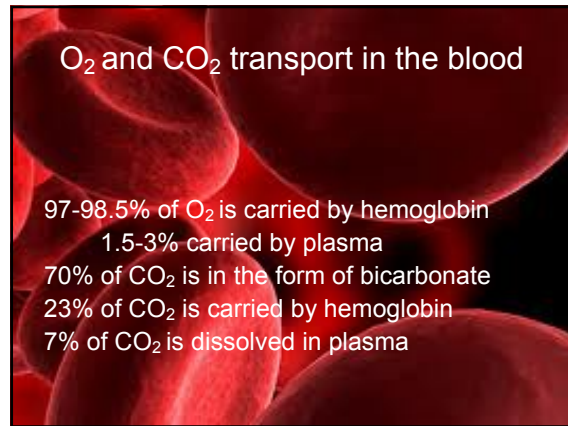 O₂ and CO₂ transport in the blood
97-98.5% of O₂ is carried by hemoglobin
1.5-3% carried by plasma
70% of CO₂ is in the form of bicarbonate
23% of CO₂ is carried by hemoglobin
7% of CO₂ is dissolved in plasma